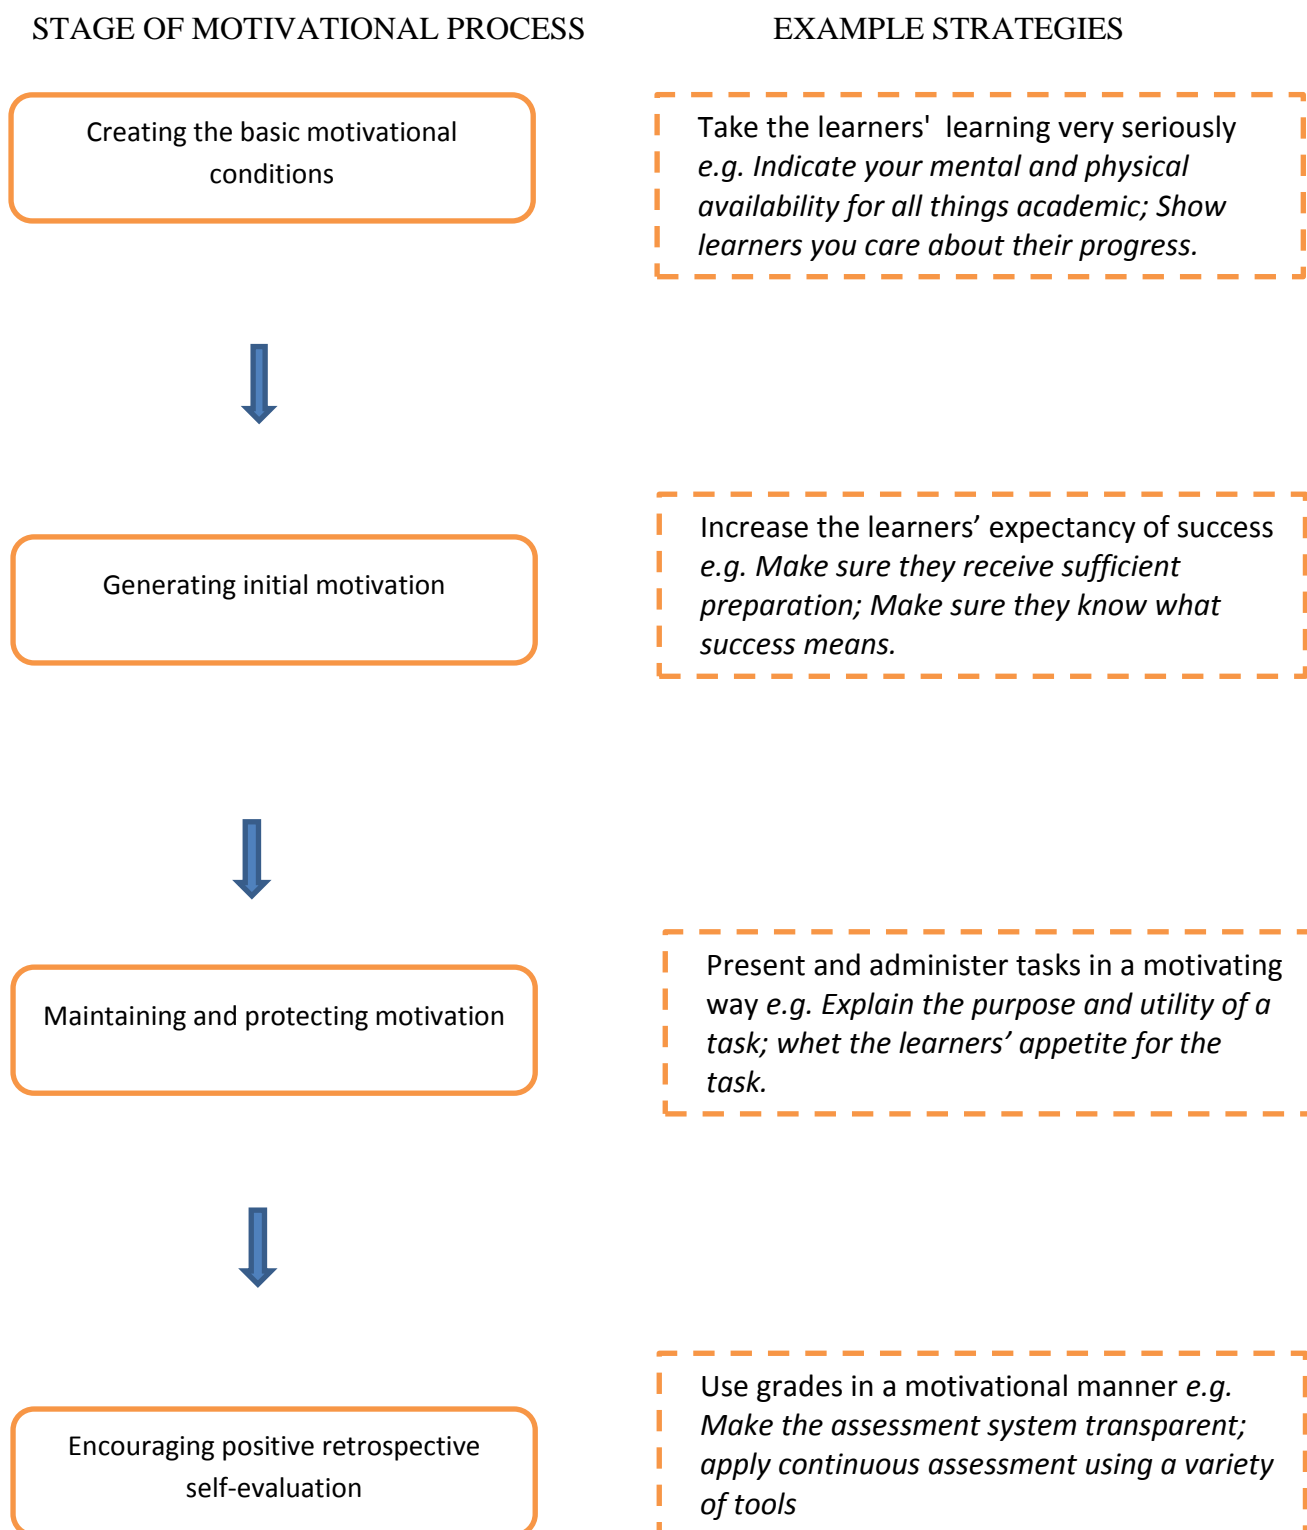 STAGE OF MOTIVATIONAL PROCESS
EXAMPLE STRATEGIES
Creating the basic motivational
conditions
Take the learners'  learning very seriously
e.g. Indicate your mental and physical
availability for all things academic; Show
learners you care about their progress.
Generating initial motivation
Increase the learners’ expectancy of success
e.g. Make sure they receive sufficient
preparation; Make sure they know what
success means.
Maintaining and protecting motivation
Present and administer tasks in a motivating
way e.g. Explain the purpose and utility of a
task; whet the learners’ appetite for the
task.
Encouraging positive retrospective
self-evaluation
Use grades in a motivational manner e.g.
Make the assessment system transparent;
apply continuous assessment using a variety
of tools